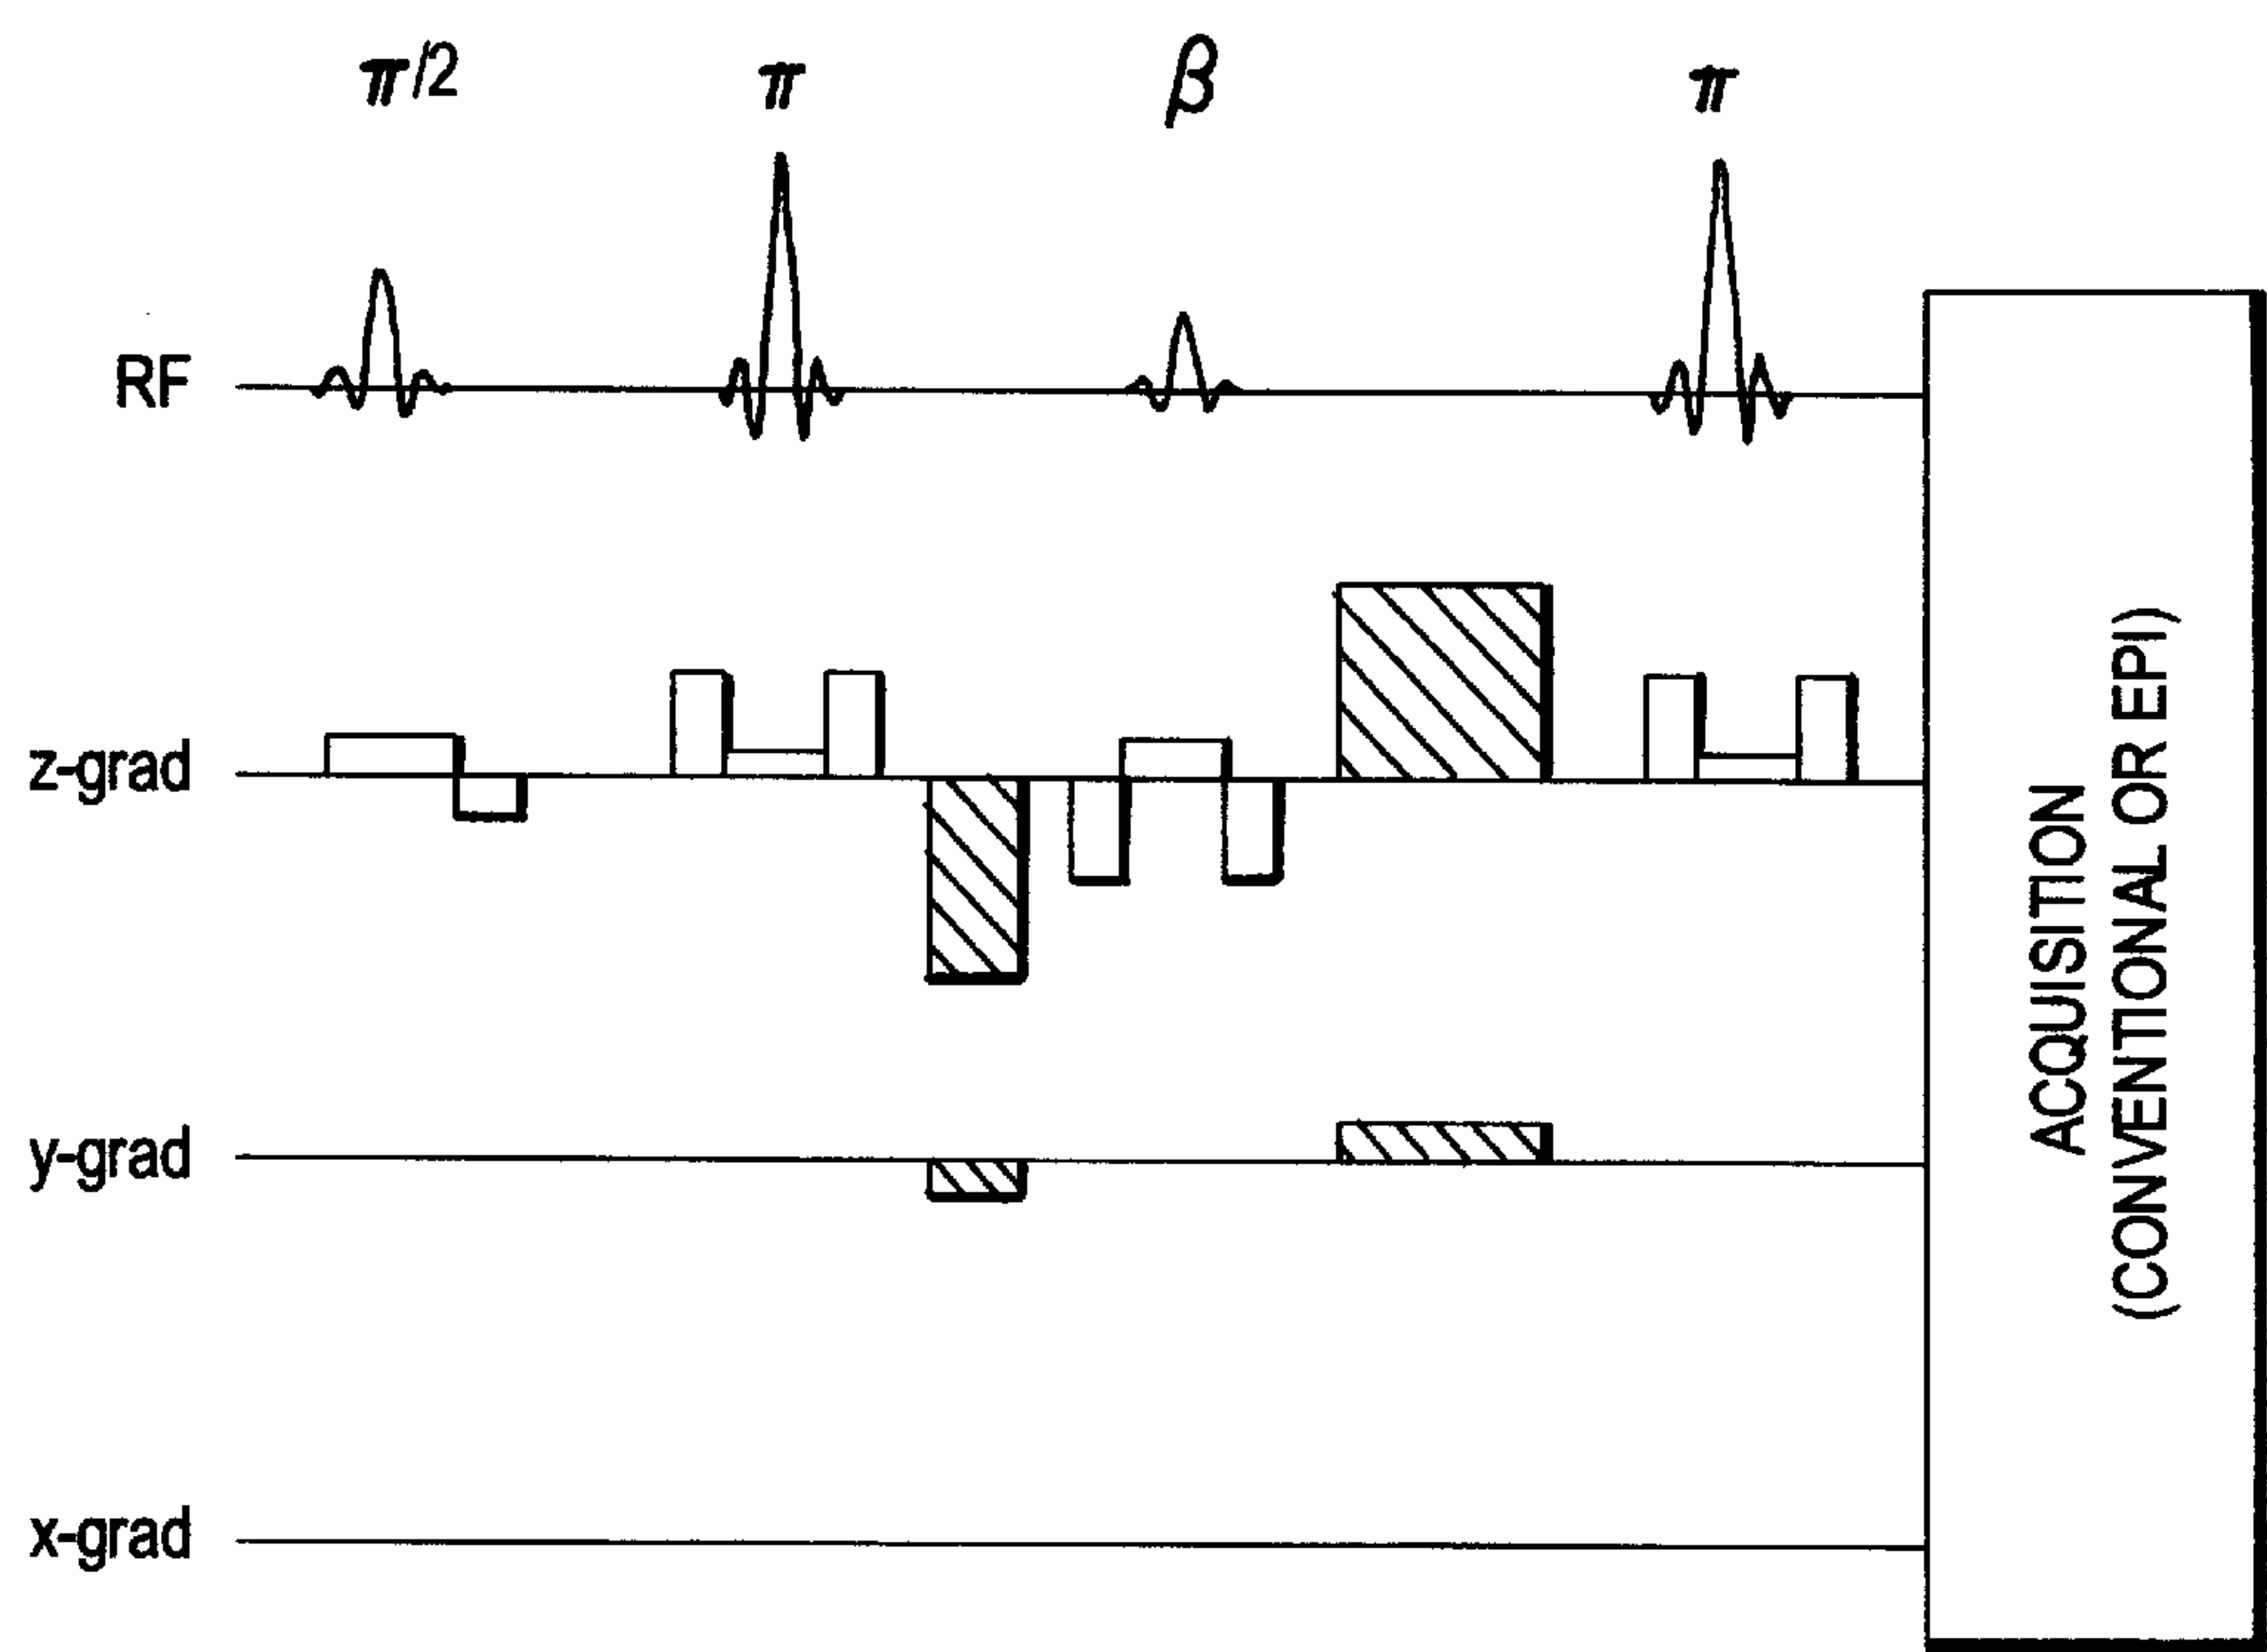 π/2 π β π
RF
z-grad
y-grad
x-grad
ACQUISITION
(CONVENTIONAL OR EPI)